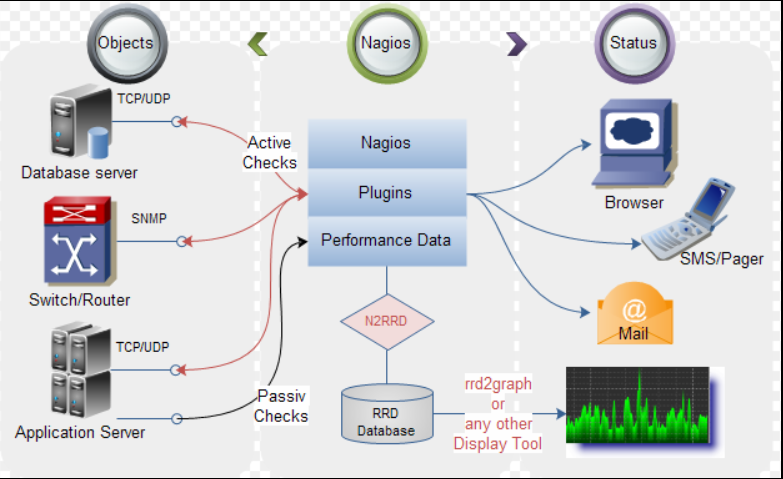 Objects
Nagios
Status
TCP/UDP
Database server
SNMP
Switch/Router
TCP/UDP
Application Server
Active
Checks
Passiv
Checks
Nagios
Plugins
Performance Data
N2RRD
RRD
Database
rrd2graph
or
any other
Display Tool
Browser
SMS/Pager
@
Mail